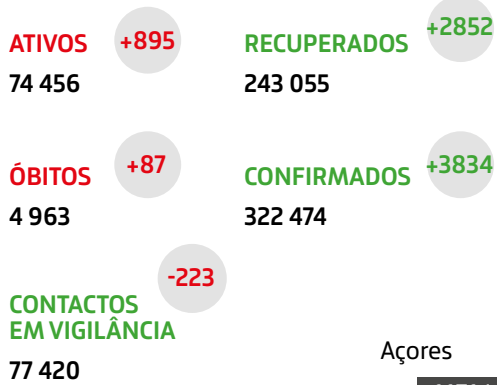 ATIVOS +895
74 456
RECUPERADOS +2852
243 055
ÓBITOS +87
4 963
CONFIRMADOS +3834
322 474
-223
CONTACTOS
EM VIGILÂNCIA
77 420
Açores